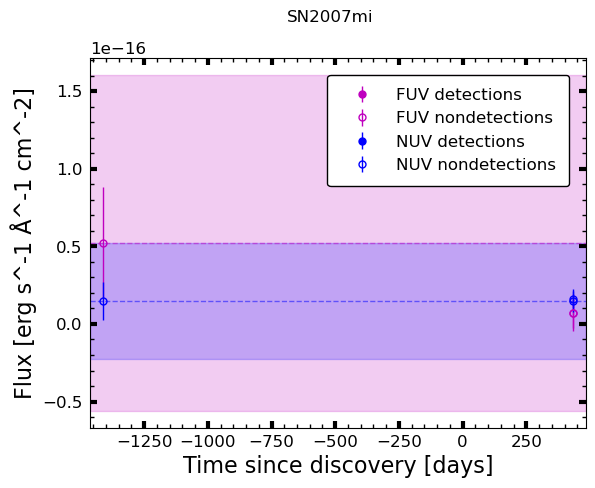 SN2007mi
1e−16
FUV detections
FUV nondetections
NUV detections
NUV nondetections
1.5
1.0
0.5
0.0
−0.5
Flux [erg s^-1 Å^-1 cm^-2]
−1250 −1000 −750 −500 −250 0 250
Time since discovery [days]